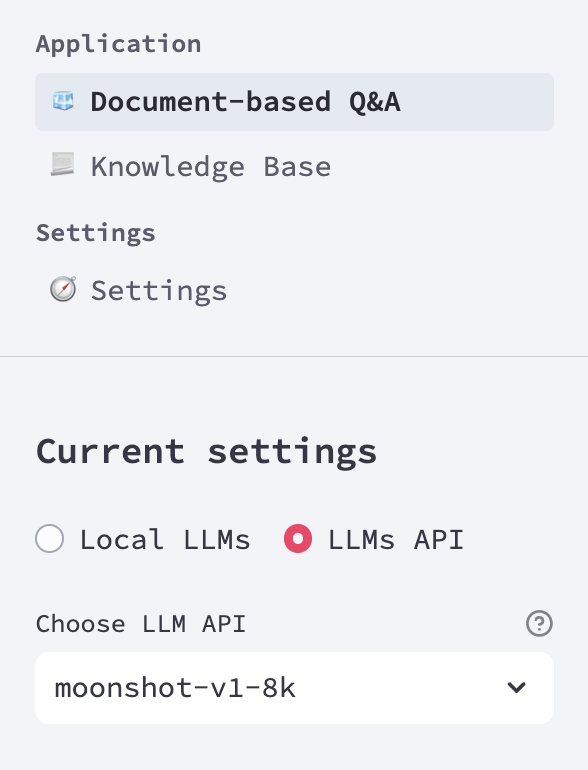 Application
Document-based Q&A
Knowledge Base
Settings
Settings
Current settings
Local LLMs LLMs API
Choose LLM API
moonshot-v1-8k